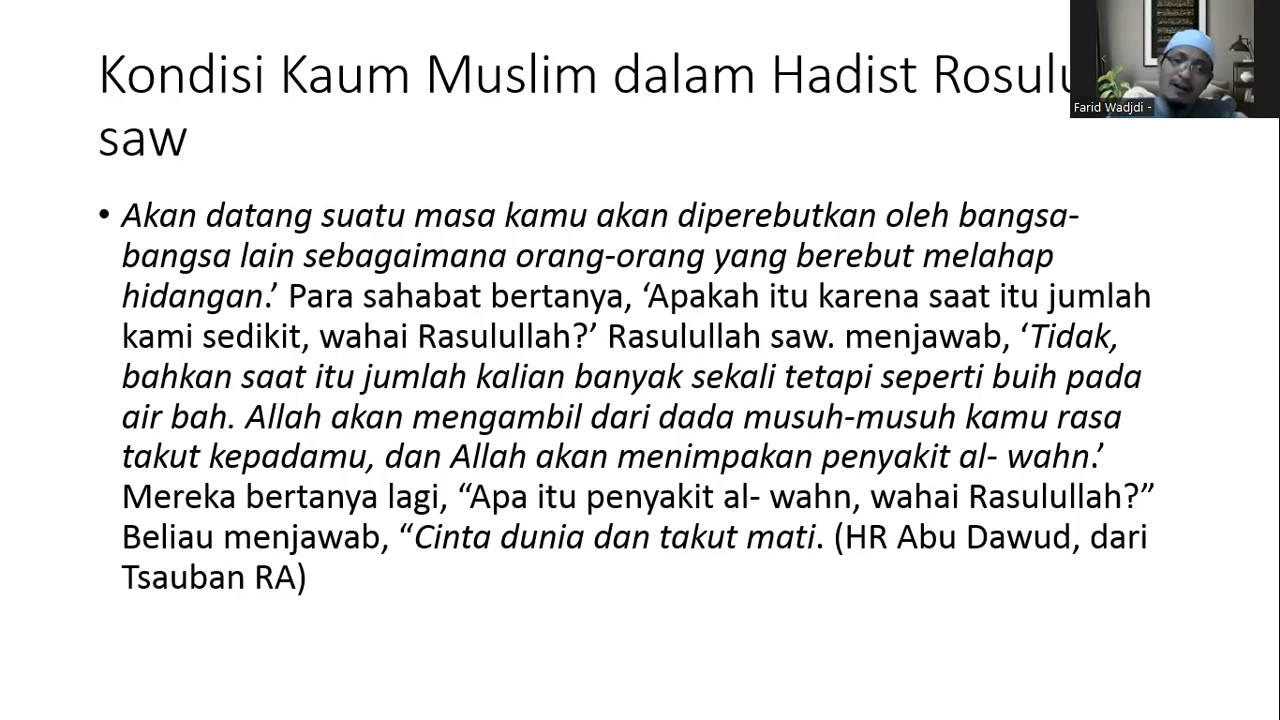 Kondisi Kaum Muslim dalam Hadist
saw
Farid Wadjdi -
• Akan datang suatu masa kamu akan diperebutkan oleh bangsa-
bangsa lain sebagaimana orang-orang yang berebut melahap
hidangan.’ Para sahabat bertanya, ‘Apakah itu karena saat itu jumlah
kami sedikit, wahai Rasulullah?’ Rasulullah saw. menjawab, ‘Tidak,
bahkan saat itu jumlah kalian banyak sekali tetapi seperti buih pada
air bah. Allah akan mengambil dari dada musuh-musuh kamu rasa
takut kepadamu, dan Allah akan menimpakan penyakit al- wahn.’
Mereka bertanya lagi, “Apa itu penyakit al- wahn, wahai Rasulullah?”
Beliau menjawab, “Cinta dunia dan takut mati. (HR Abu Dawud, dari
Tsauban RA)